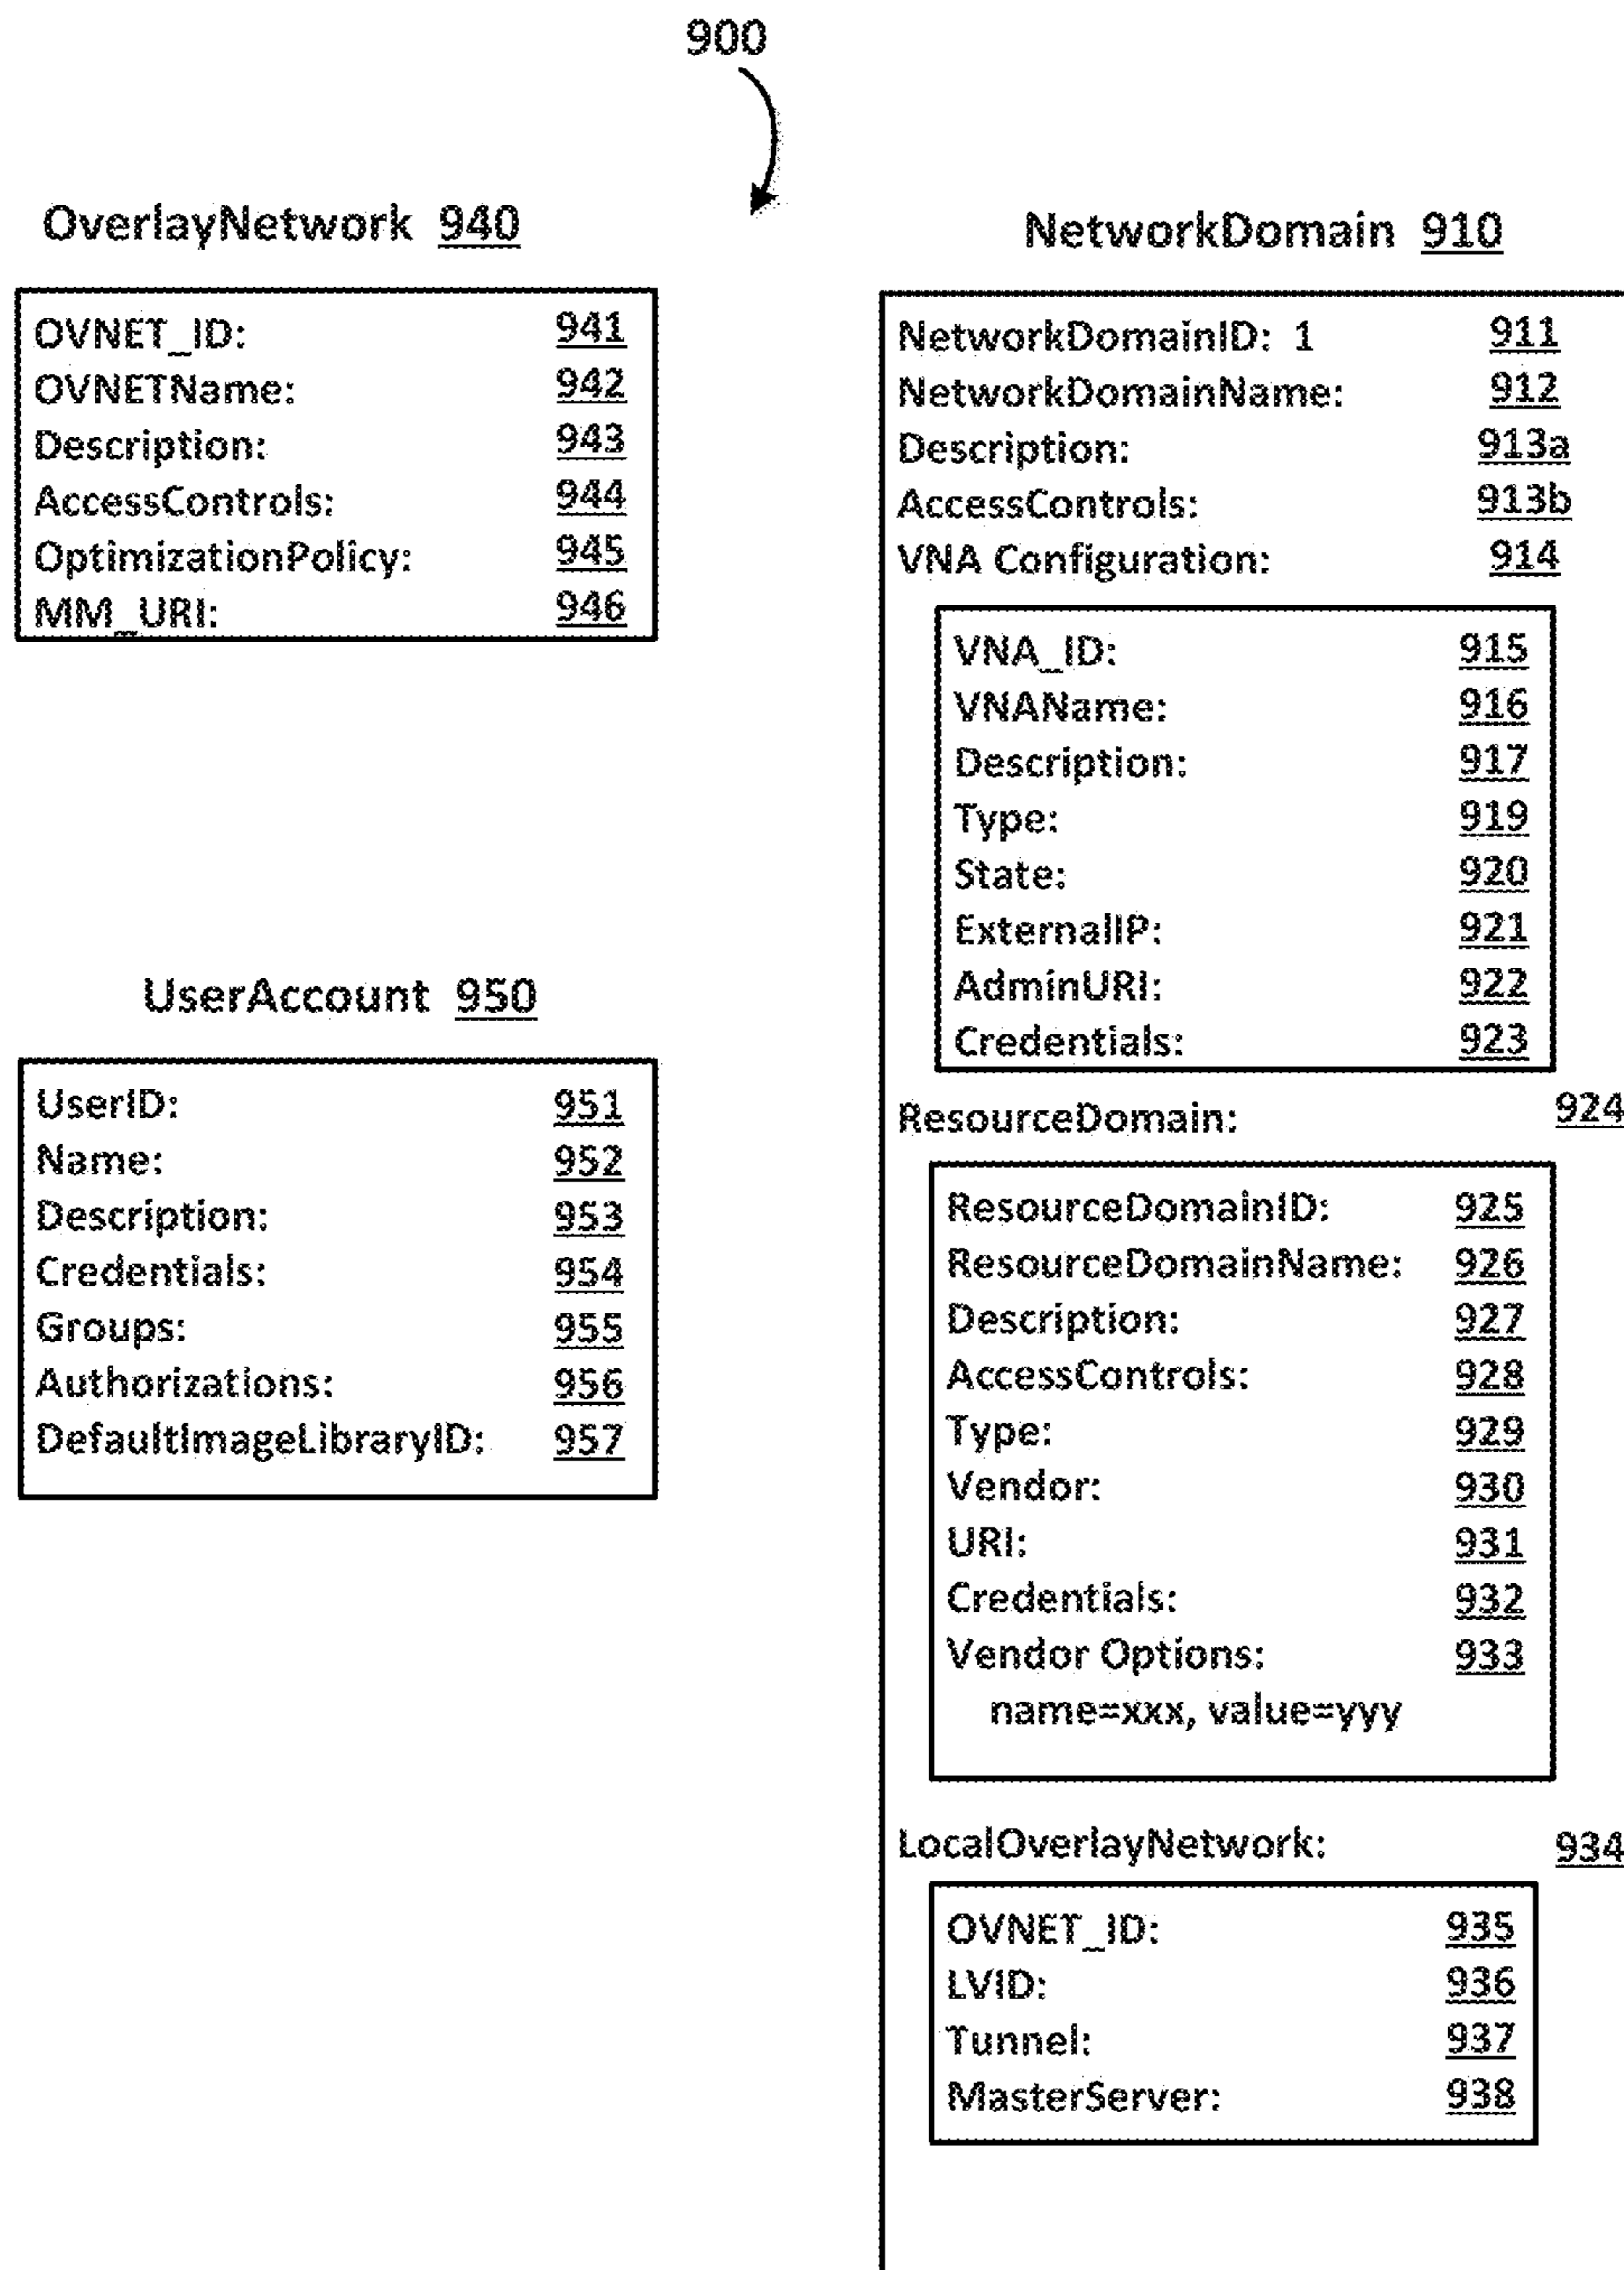 900
OverlayNetwork 940
OVNET_ID: 941
OVNETName: 942
Description: 943
AccessControls: 944
OptimizationPolicy: 945
MM_URI: 946
UserAccount 950
UserID: 951
Name: 952
Description: 953
Credentials: 954
Groups: 955
Authorizations: 956
DefaultImageLibraryID: 957
NetworkDomain 910
NetworkDomainID: 1 911
NetworkDomainName: 912
Description: 913a
AccessControls: 913b
VNA Configuration: 914
VNA_ID: 915
VNAName: 916
Description: 917
Type: 919
State: 920
ExternalIP: 921
AdminURI: 922
Credentials: 923
ResourceDomain: 924
ResourceDomainID: 925
ResourceDomainName: 926
Description: 927
AccessControls: 928
Type: 929
Vendor: 930
URI: 931
Credentials: 932
Vendor Options: 933
name=xxx, value=yyy
LocalOverlayNetwork: 934
OVNET_ID: 935
LVID: 936
Tunnel: 937
MasterServer: 938